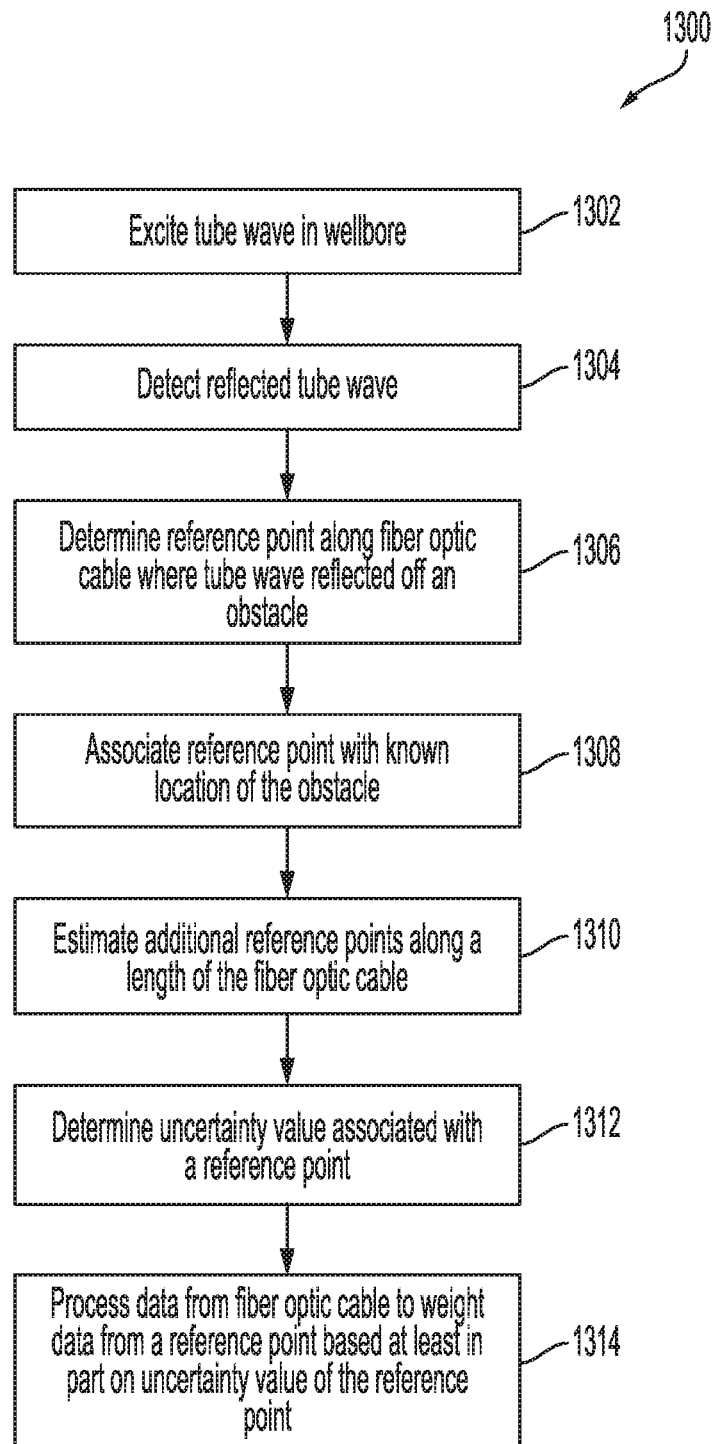 1300
Excite tube wave in wellbore
1302
Detect reflected tube wave
1304
Determine reference point along fiber optic
cable where tube wave reflected off an
obstacle
1306
Associate reference point with known
location of the obstacle
1308
Estimate additional reference points along a
length of the fiber optic cable
1310
Determine uncertainty value associated with
a reference point
1312
Process data from fiber optic cable to weight
data from a reference point based at least in
part on uncertainty value of the reference
point
1314